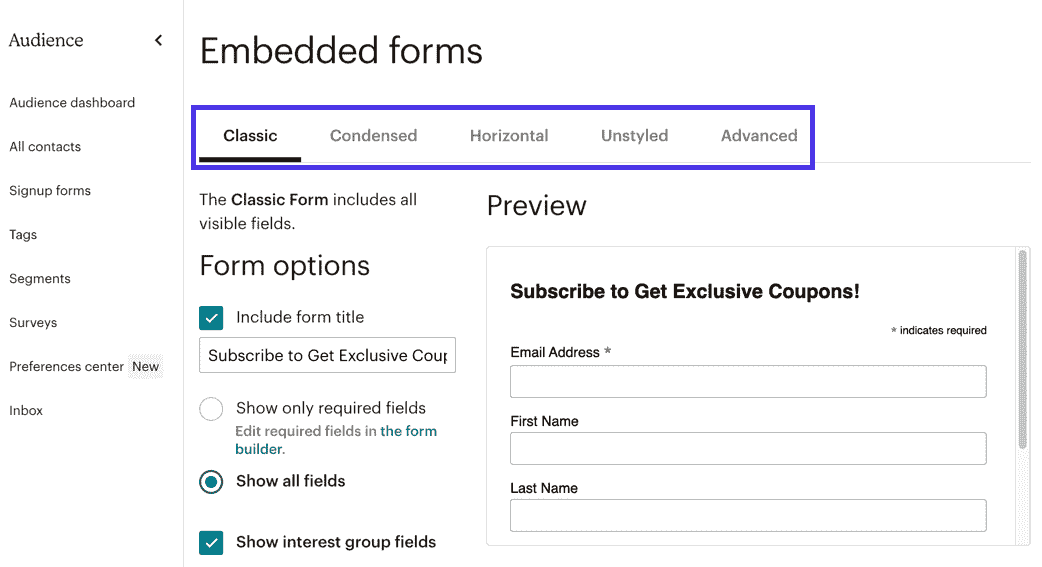 Audience
Audience dashboard
All contacts
Signup forms
Tags
Segments
Surveys
Preferences center New
Inbox
Embedded forms
Classic Condensed Horizontal Unstyled Advanced
The Classic Form includes all
visible fields.
Form options
Include form title
Subscribe to Get Exclusive Coup
Show only required fields
Edit required fields in the form
builder.
Show all fields
Show interest group fields
Preview
Subscribe to Get Exclusive Coupons!
* indicates required
Email Address *
First Name
Last Name